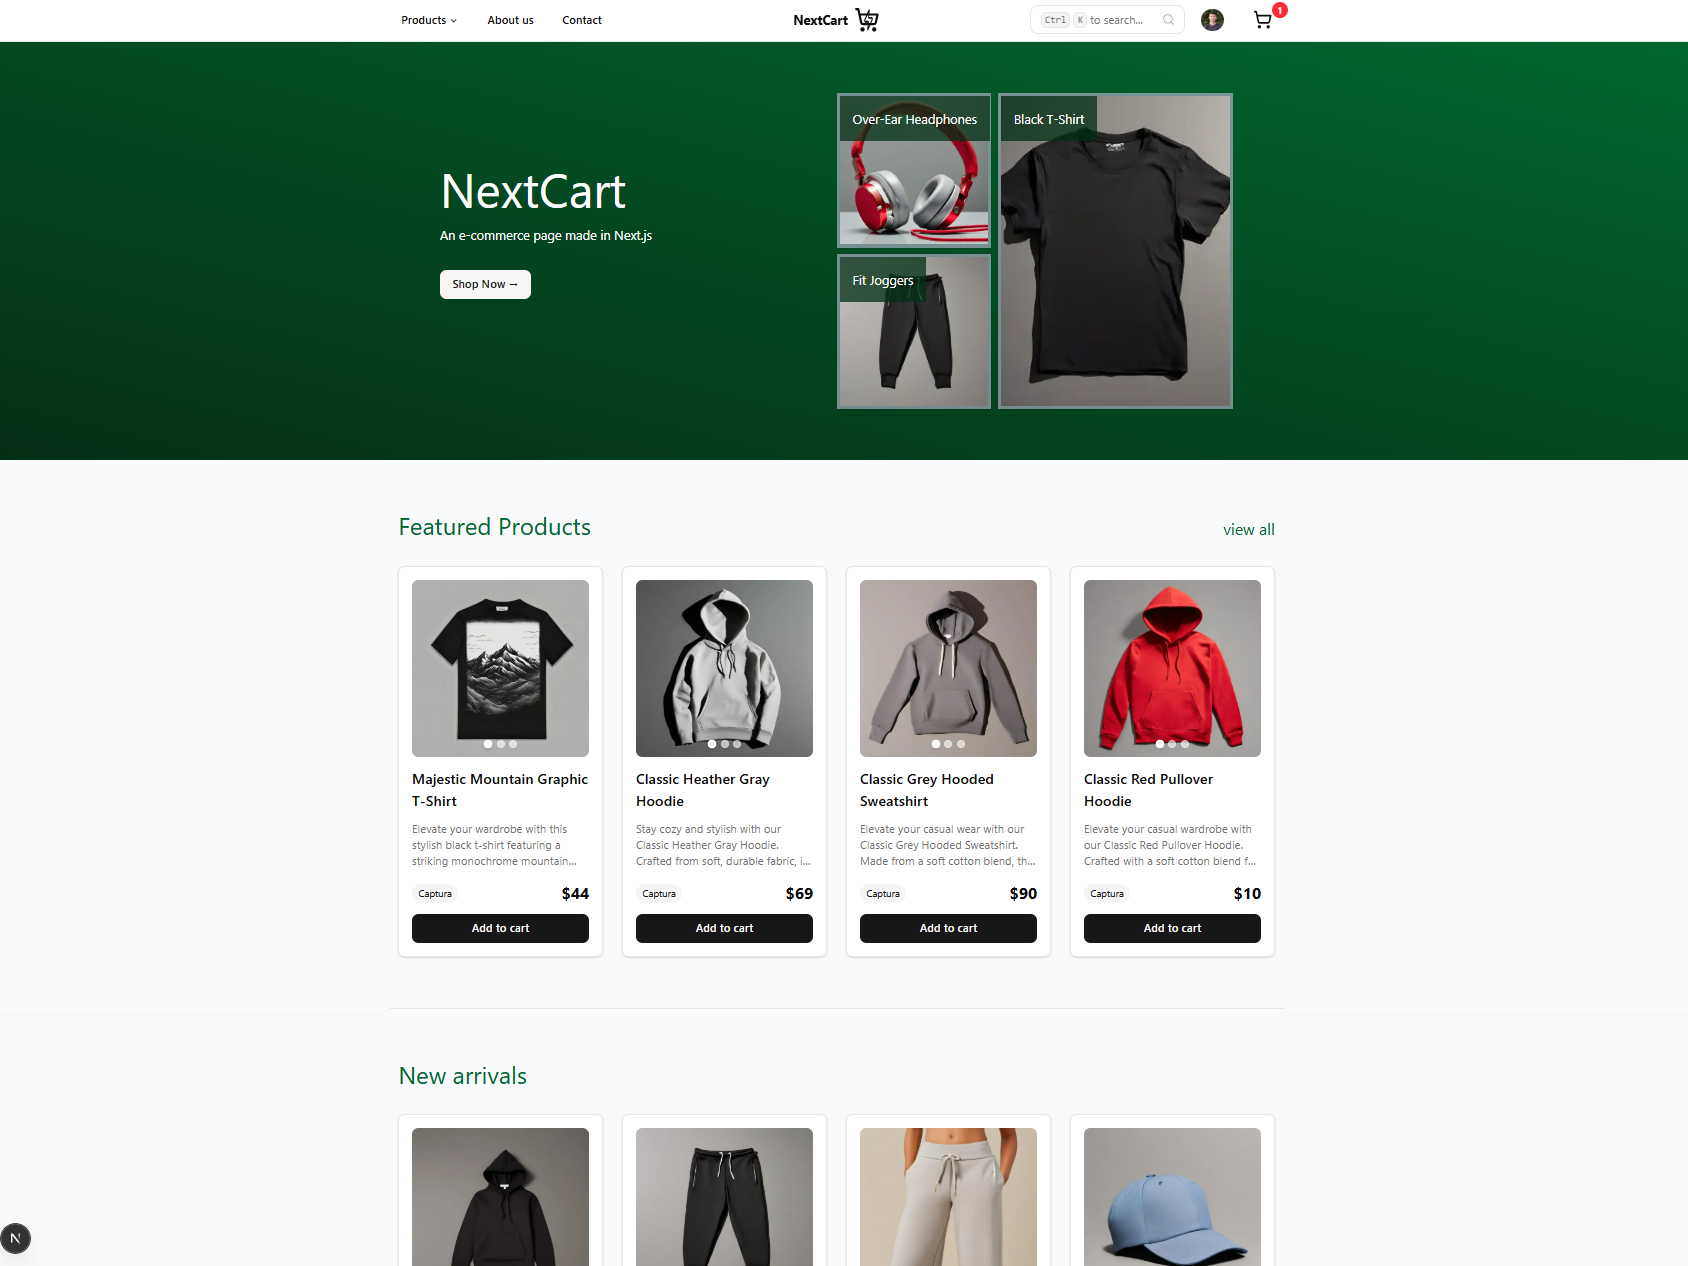 Products
About us
Contact
NextCart
Ctrl K to search...
1
Over-Ear Headphones
Black T-Shirt
NextCart
An e-commerce page made in Next.js
Shop Now →
Fit Joggers
Featured Products
view all
Majestic Mountain Graphic
T-Shirt
Elevate your wardrobe with this
stylish black t-shirt featuring a
striking monochrome mountain...
Captura
$44
Add to cart
Classic Heather Gray
Hoodie
Stay cozy and stylish with our
Classic Heather Gray Hoodie.
Crafted from soft, durable fabric, i...
Captura
$69
Add to cart
Classic Grey Hooded
Sweatshirt
Elevate your casual wear with our
Classic Grey Hooded Sweatshirt.
Made from a soft cotton blend, th...
Captura
$90
Add to cart
Classic Red Pullover
Hoodie
Elevate your casual wardrobe with
our Classic Red Pullover Hoodie.
Crafted with a soft cotton blend f...
Captura
$10
Add to cart
New arrivals
N